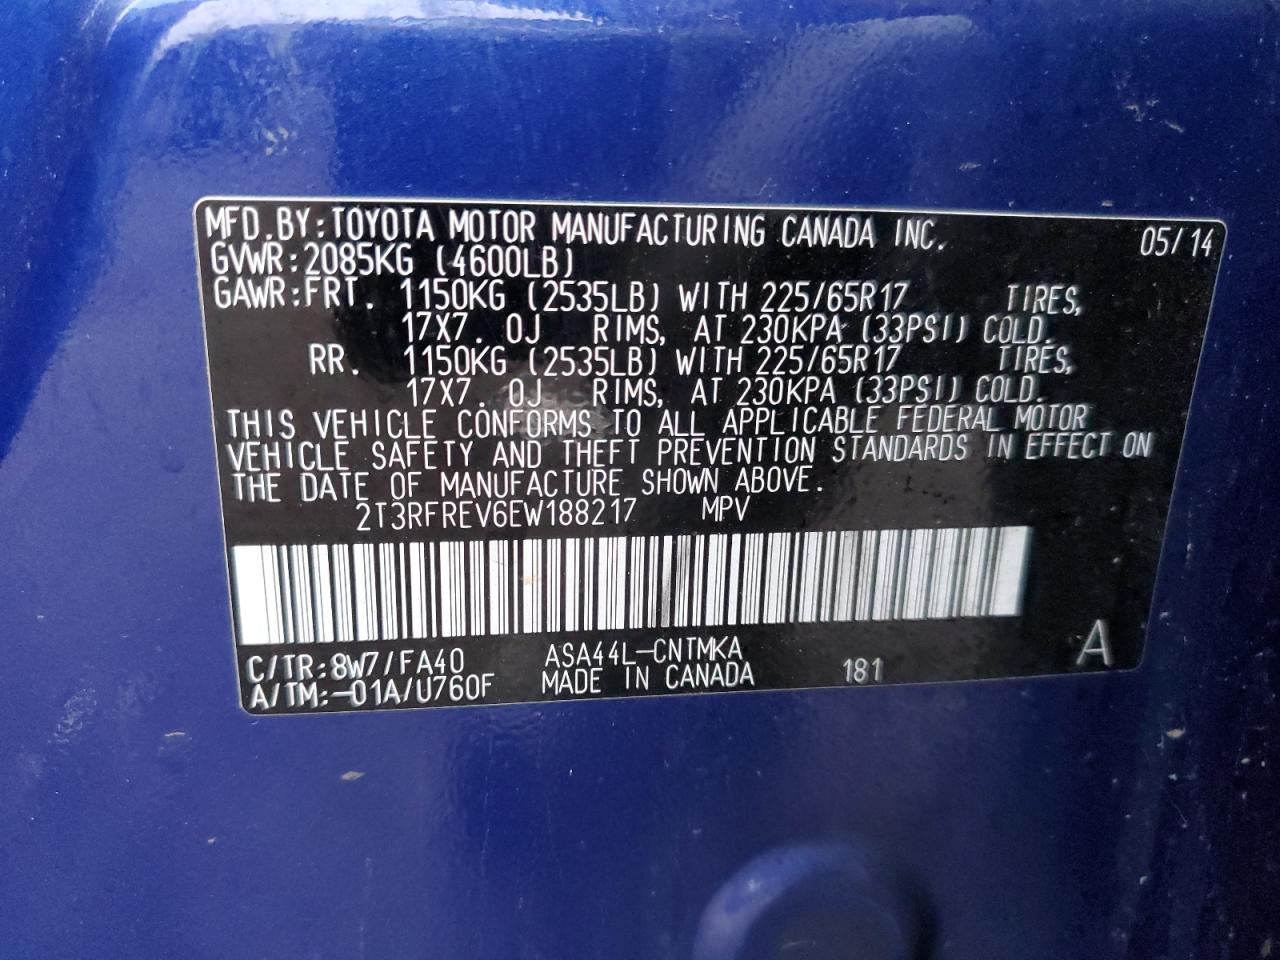 MFD.BY:TOYOTA MOTOR MANUFACTURING CANADA INC. 05/14
GVWR:2085KG (4600LB)
GAWR:FRT. 1150KG (2535LB) WITH 225/65R17 TIRES,
17X7. 0J RIMS, AT 230KPA (33PSI) COLD.
RR. 1150KG (2535LB) WITH 225/65R17 TIRES,
17X7. 0J RIMS, AT 230KPA (33PSI) COLD.
THIS VEHICLE CONFORMS TO ALL APPLICABLE FEDERAL MOTOR
VEHICLE SAFETY AND THEFT PREVENTION STANDARDS IN EFFECT ON
THE DATE OF MANUFACTURE SHOWN ABOVE.
2T3RFREV6EW188217 MPV
C/TR:8W7/FA40 ASA44L-CNTMKA
A/TM:-01A/U760F MADE IN CANADA 181 A